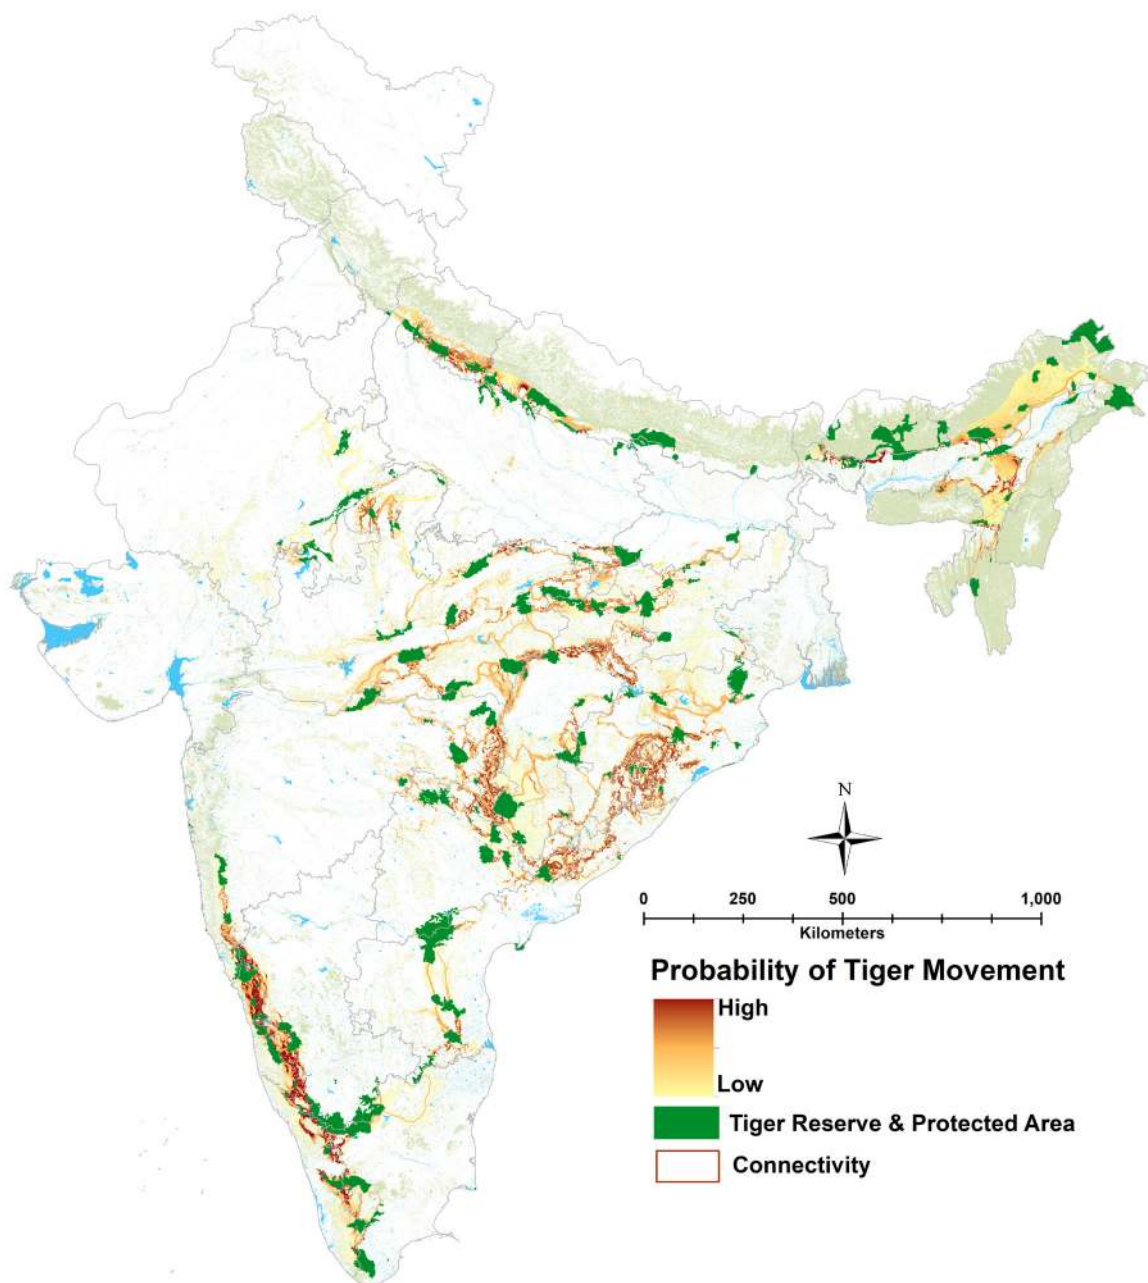 N
0 250 500 1,000
Kilometers
Probability of Tiger Movement
High
Low
Tiger Reserve & Protected Area
Connectivity